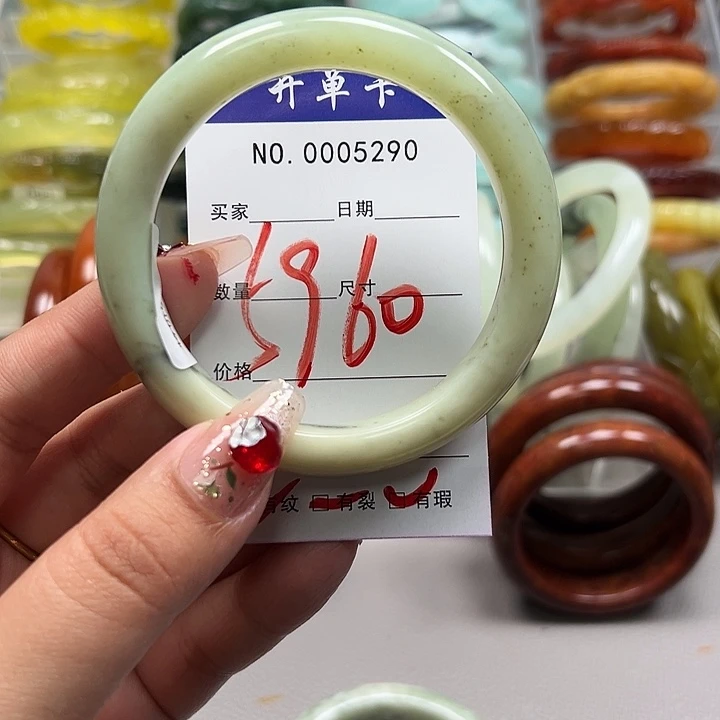 开单卡
NO. 0005290
买家 日期
数量 尺寸
5960
价格
有纹 有裂 有瑕